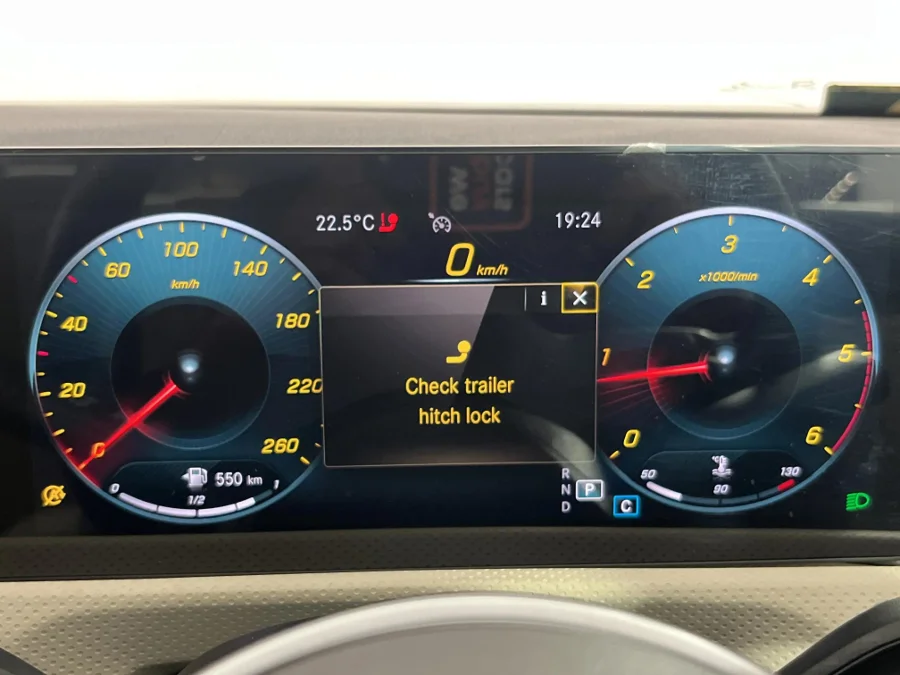 22.5°C
19:24
0 km/h
i
Check trailer
hitch lock
0
20
40
60
100
140
180
220
260
km/h
550 km
0
1/2
1
0
1
2
3
4
5
6
x1000/min
°C
50
90
130
R
N
P
D
C
A